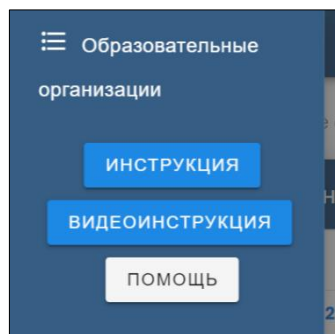 Образовательные
организации
ИНСТРУКЦИЯ
ВИДЕОИНСТРУКЦИЯ
ПОМОЩЬ